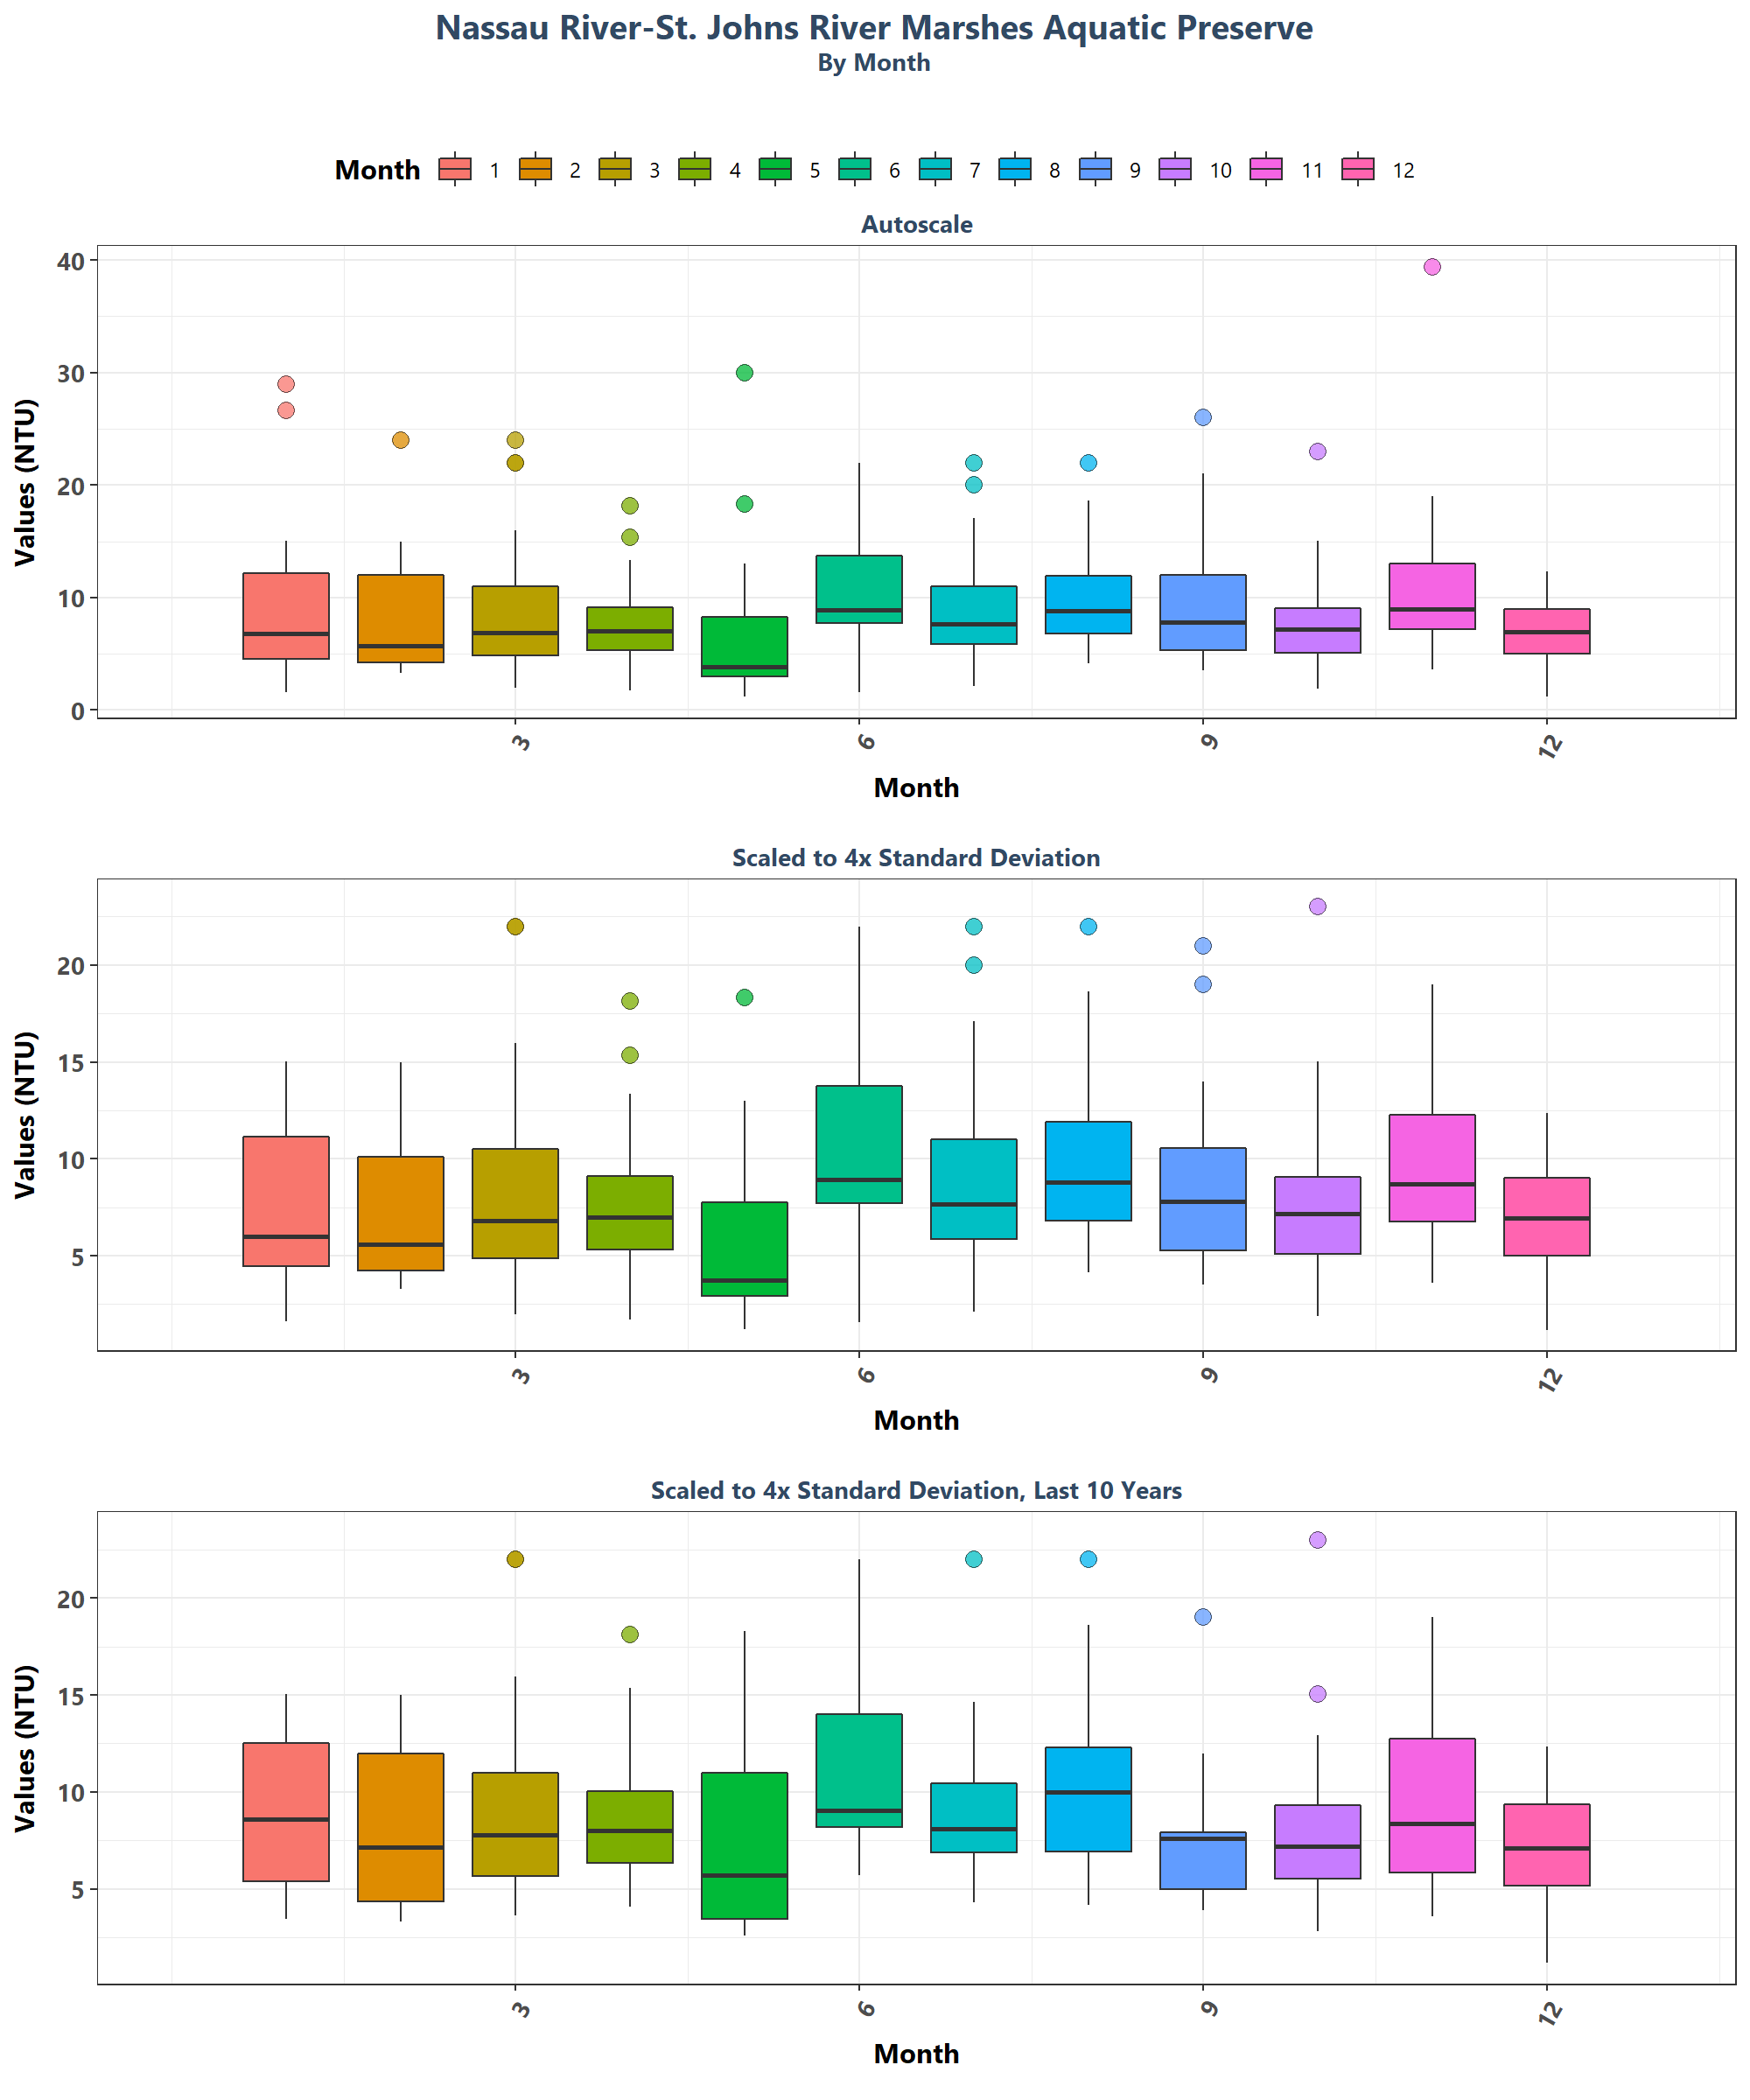 Nassau River-St. Johns River Marshes Aquatic Preserve
By Month
Month 1 2 3 4 5 6 7 8 9 10 11 12
Autoscale
Values (NTU)
40
30
20
10
0
3 6 9 12
Month
Scaled to 4x Standard Deviation
Values (NTU)
20
15
10
5
3 6 9 12
Month
Scaled to 4x Standard Deviation, Last 10 Years
Values (NTU)
20
15
10
5
3 6 9 12
Month